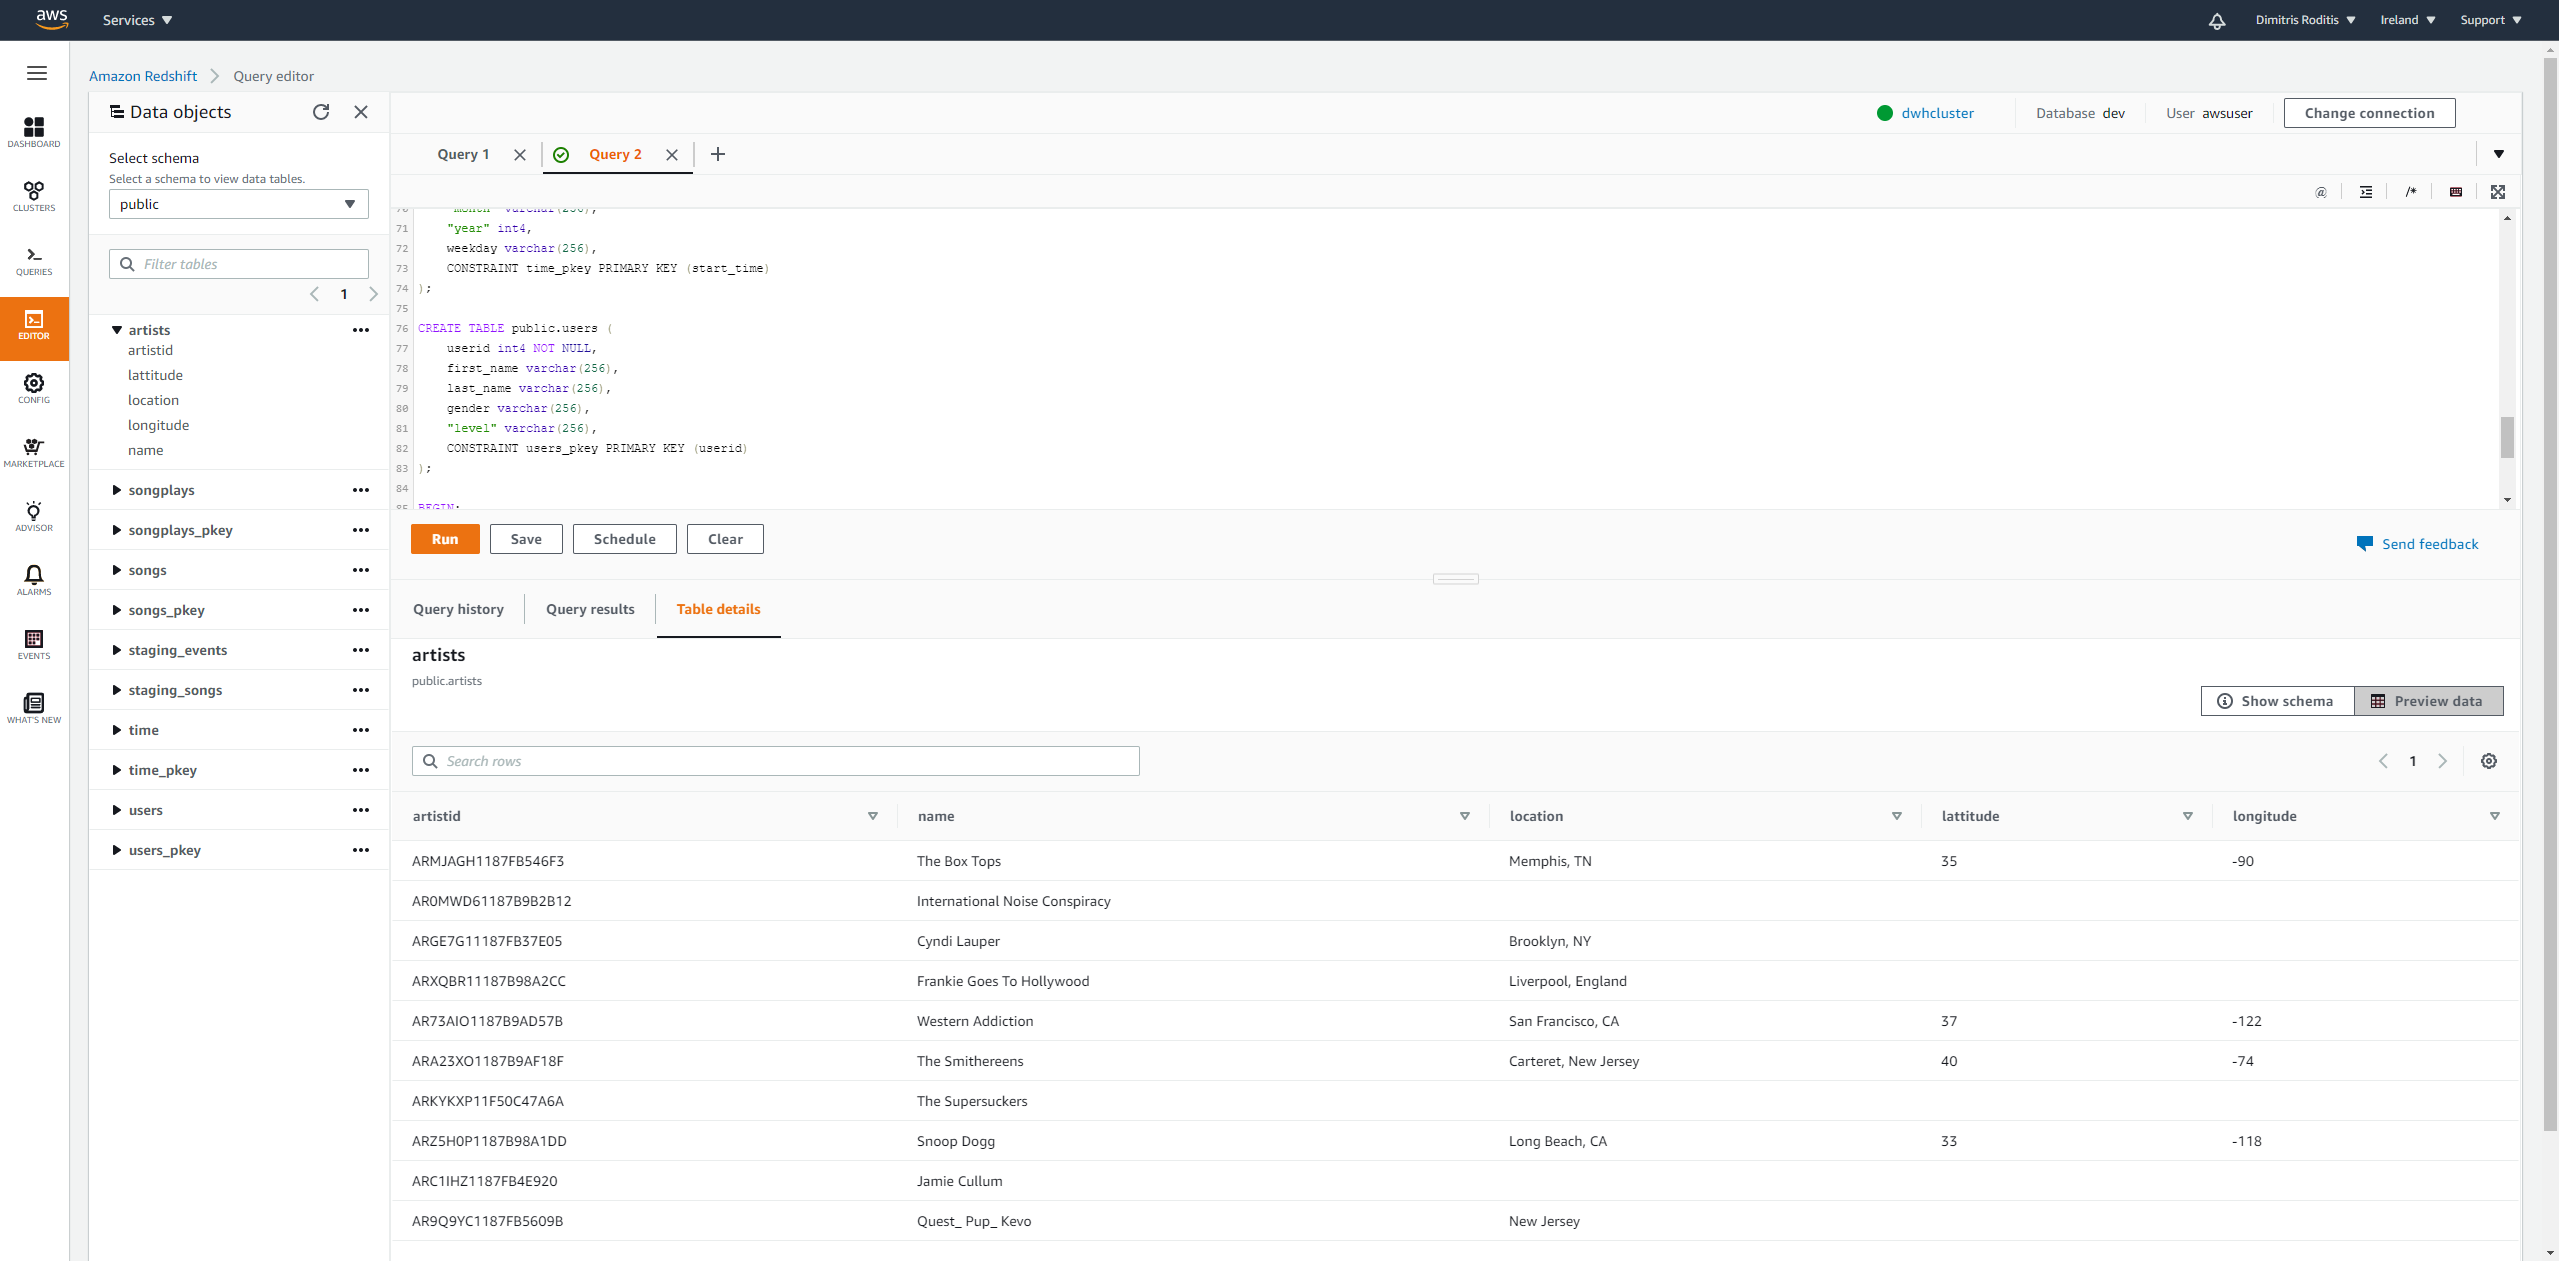 aws Services Dimitris Roditis Ireland Support
Amazon Redshift Query editor
DASHBOARD
CLUSTERS
QUERIES
EDITOR
CONFIG
MARKETPLACE
ADVISOR
ALARMS
EVENTS
WHAT'S NEW
Data objects
Select schema
Select a schema to view data tables.
public
Filter tables
1
artists
artistid
lattitude
location
longitude
name
songplays
songplays_pkey
songs
songs_pkey
staging_events
staging_songs
time
time_pkey
users
users_pkey
dwhcluster Database dev User awsuser Change connection
Query 1 Query 2
@ /*
70 "month" varchar(256),
71 "year" int4,
72 weekday varchar(256),
73 CONSTRAINT time_pkey PRIMARY KEY (start_time)
74 );
75
76 CREATE TABLE public.users (
77 userid int4 NOT NULL,
78 first_name varchar(256),
79 last_name varchar(256),
80 gender varchar(256),
81 "level" varchar(256),
82 CONSTRAINT users_pkey PRIMARY KEY (userid)
83 );
84
85 BEGIN;
Run Save Schedule Clear
Send feedback
Query history Query results Table details
artists
public.artists
Show schema Preview data
Search rows
1
artistid name location lattitude longitude
ARMJAGH1187FB546F3 The Box Tops Memphis, TN 35 -90
AR0MWD61187B9B2B12 International Noise Conspiracy
ARGE7G11187FB37E05 Cyndi Lauper Brooklyn, NY
ARXQBR11187B98A2CC Frankie Goes To Hollywood Liverpool, England
AR73AIO1187B9AD57B Western Addiction San Francisco, CA 37 -122
ARA23XO1187B9AF18F The Smithereens Carteret, New Jersey 40 -74
ARKYKXP11F50C47A6A The Supersuckers
ARZ5H0P1187B98A1DD Snoop Dogg Long Beach, CA 33 -118
ARC1IHZ1187FB4E920 Jamie Cullum
AR9Q9YC1187FB5609B Quest_ Pup_ Kevo New Jersey